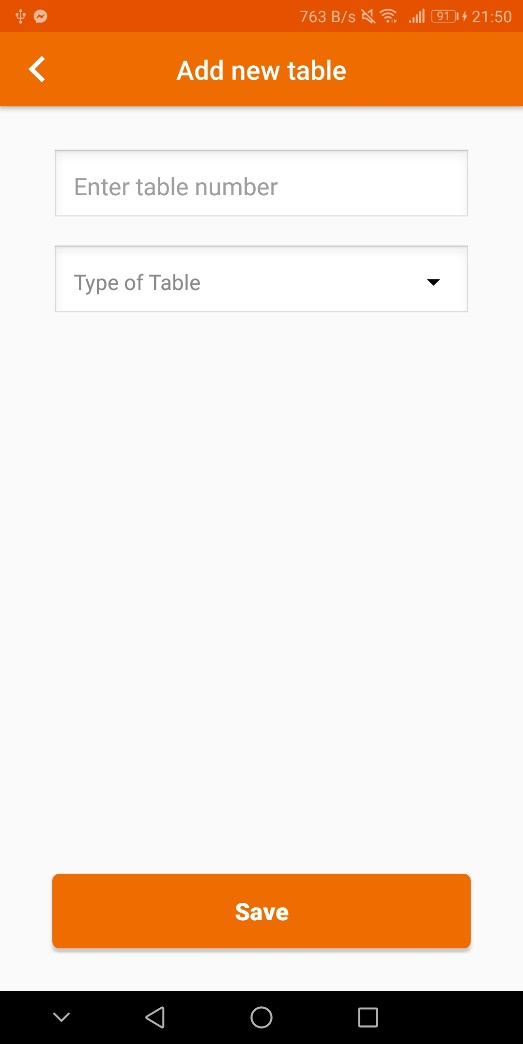 763 B/s 91 21:50
Add new table
Enter table number
Type of Table
Save